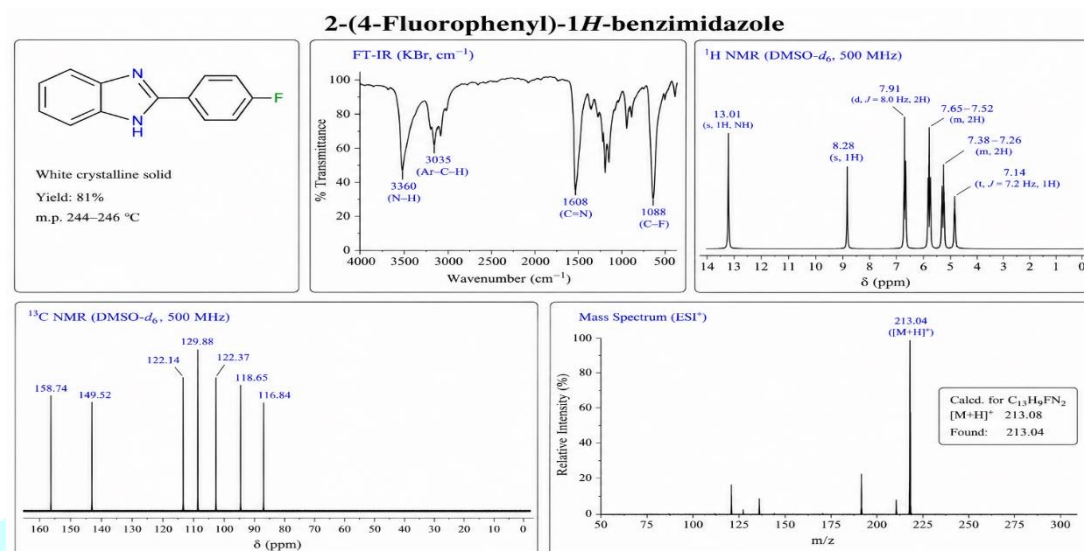 2-(4-Fluorophenyl)-1H-benzimidazole
N
NH
F
White crystalline solid
Yield: 81%
m.p. 244–246 ºC
FT-IR (KBr, cm⁻¹)
% Transmittance
100
80
60
40
20
0
3360
(N–H)
3035
(Ar–C–H)
1608
(C=N)
1088
(C–F)
4000 3500 3000 2500 2000 1500 1000 500
Wavenumber (cm⁻¹)
¹H NMR (DMSO-d₆, 500 MHz)
13.01
(s, 1H, NH)
8.28
(s, 1H)
7.91
(d, J = 8.0 Hz, 2H)
7.65–7.52
(m, 2H)
7.38–7.26
(m, 2H)
7.14
(t, J = 7.2 Hz, 1H)
14 13 12 11 10 9 8 7 6 5 4 3 2 1 0
δ (ppm)
¹³C NMR (DMSO-d₆, 500 MHz)
158.74
149.52
122.14
129.88
122.37
118.65
116.84
160 150 140 130 120 110 100 90 80 70 60 50 40 30 20 10 0
δ (ppm)
Mass Spectrum (ESI⁺)
213.04
([M+H]⁺)
Relative Intensity (%)
100
80
60
40
20
0
Calcd. for C₁₃H₉FN₂
[M+H]⁺ 213.08
Found: 213.04
50 75 100 125 150 175 200 225 250 275 300
m/z